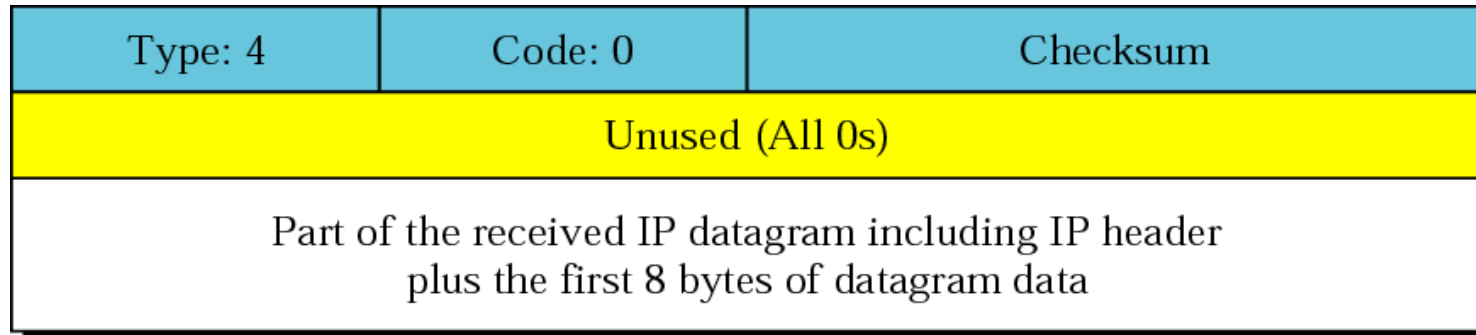 Type: 4
Code: 0
Checksum
Unused (All 0s)
Part of the received IP datagram including IP header
plus the first 8 bytes of datagram data